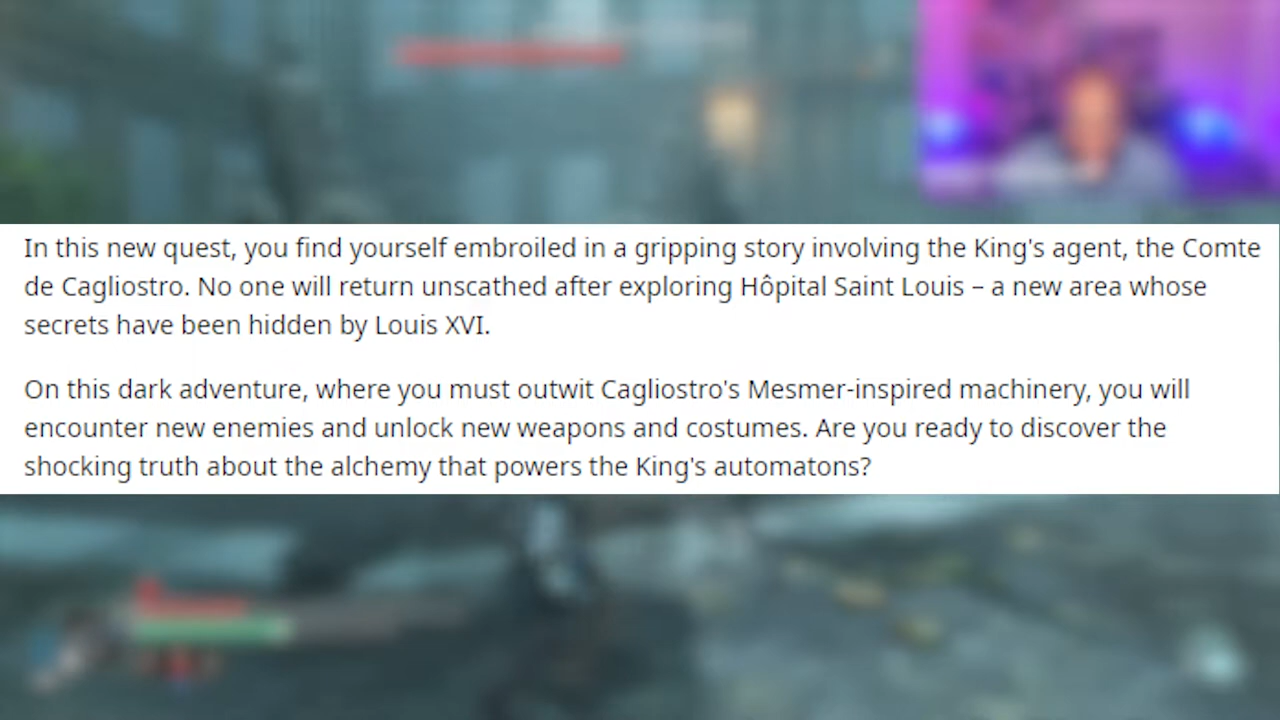 In this new quest, you find yourself embroiled in a gripping story involving the King's agent, the Comte
de Cagliostro. No one will return unscathed after exploring Hôpital Saint Louis – a new area whose
secrets have been hidden by Louis XVI.
On this dark adventure, where you must outwit Cagliostro's Mesmer-inspired machinery, you will
encounter new enemies and unlock new weapons and costumes. Are you ready to discover the
shocking truth about the alchemy that powers the King's automatons?